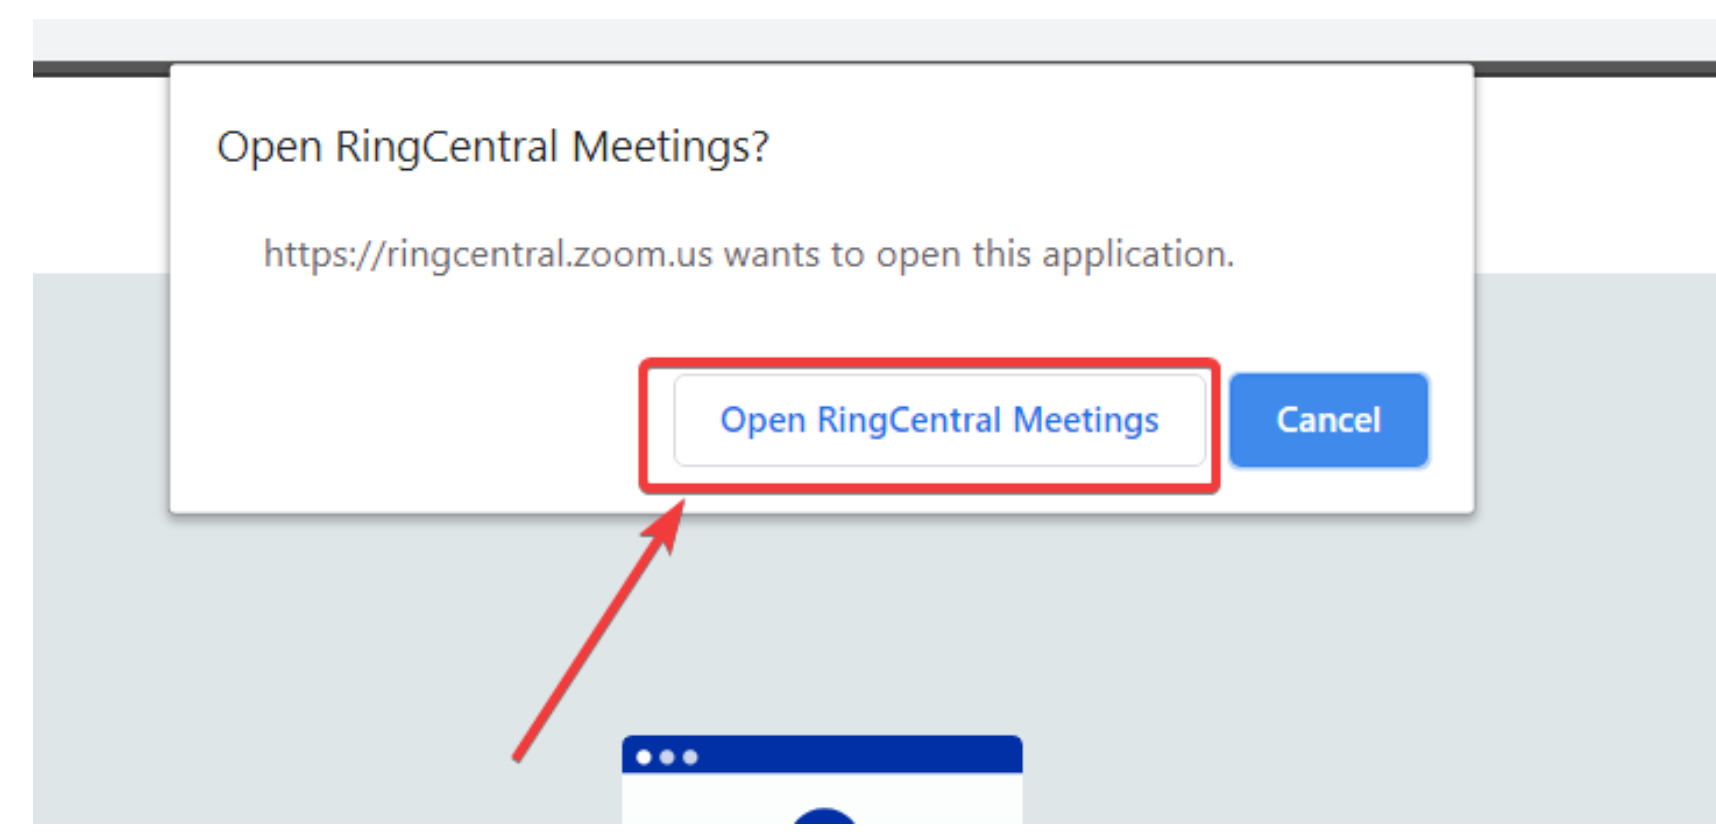 Open RingCentral Meetings?
https://ringcentral.zoom.us wants to open this application.
Open RingCentral Meetings
Cancel